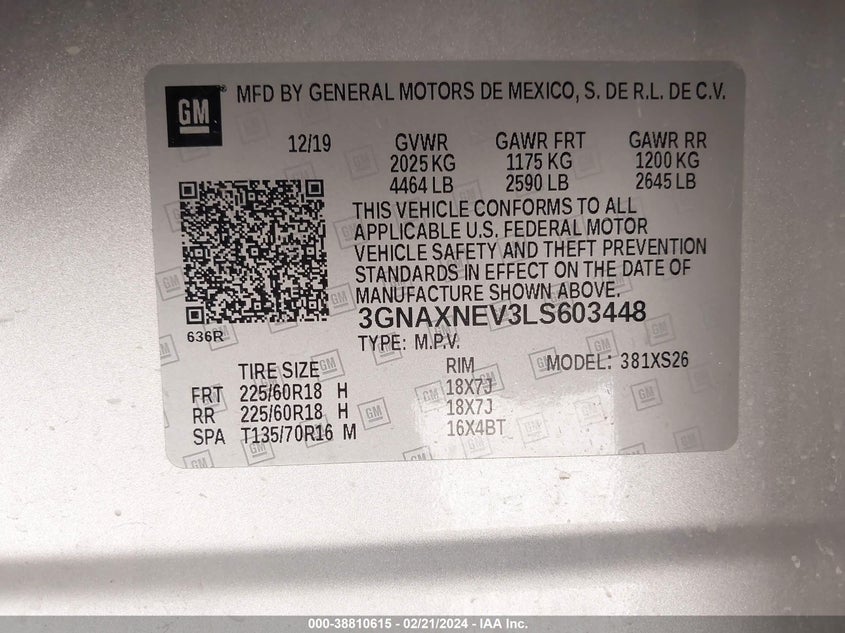 GM® MFD BY GENERAL MOTORS DE MEXICO, S. DE R.L. DE C.V.
12/19 GVWR GAWR FRT GAWR RR
2025 KG 1175 KG 1200 KG
4464 LB 2590 LB 2645 LB
THIS VEHICLE CONFORMS TO ALL
APPLICABLE U.S. FEDERAL MOTOR
VEHICLE SAFETY AND THEFT PREVENTION
STANDARDS IN EFFECT ON THE DATE OF
MANUFACTURE SHOWN ABOVE.
3GNAXNEV3LS603448
636R
TYPE: M.P.V.
TIRE SIZE RIM MODEL: 381XS26
FRT 225/60R18 H 18X7J
RR 225/60R18 H 18X7J
SPA T135/70R16 M 16X4BT
000-38810615 - 02/21/2024 - IAA Inc.